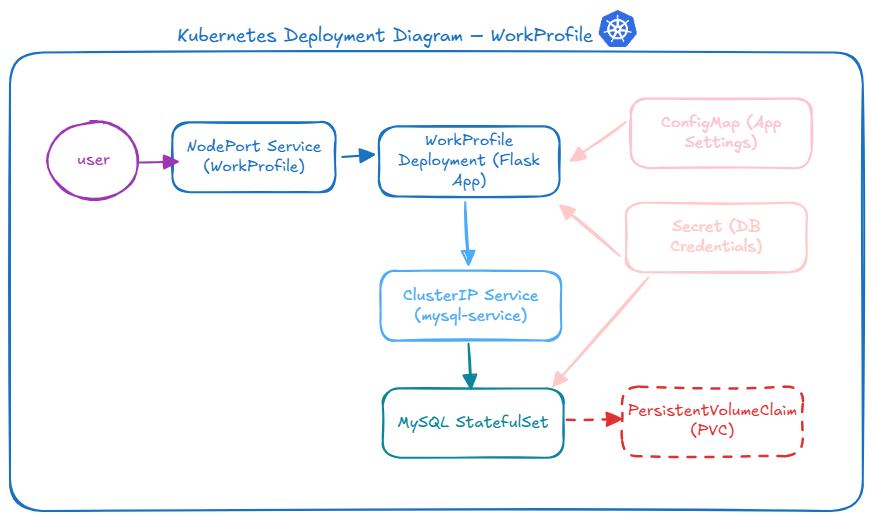 Kubernetes Deployment Diagram — WorkProfile
user
NodePort Service
(WorkProfile)
WorkProfile
Deployment (Flask
App)
ConfigMap (App
Settings)
Secret (DB
Credentials)
ClusterIP Service
(mysql-service)
MySQL StatefulSet
PersistentVolumeClaim
(PVC)